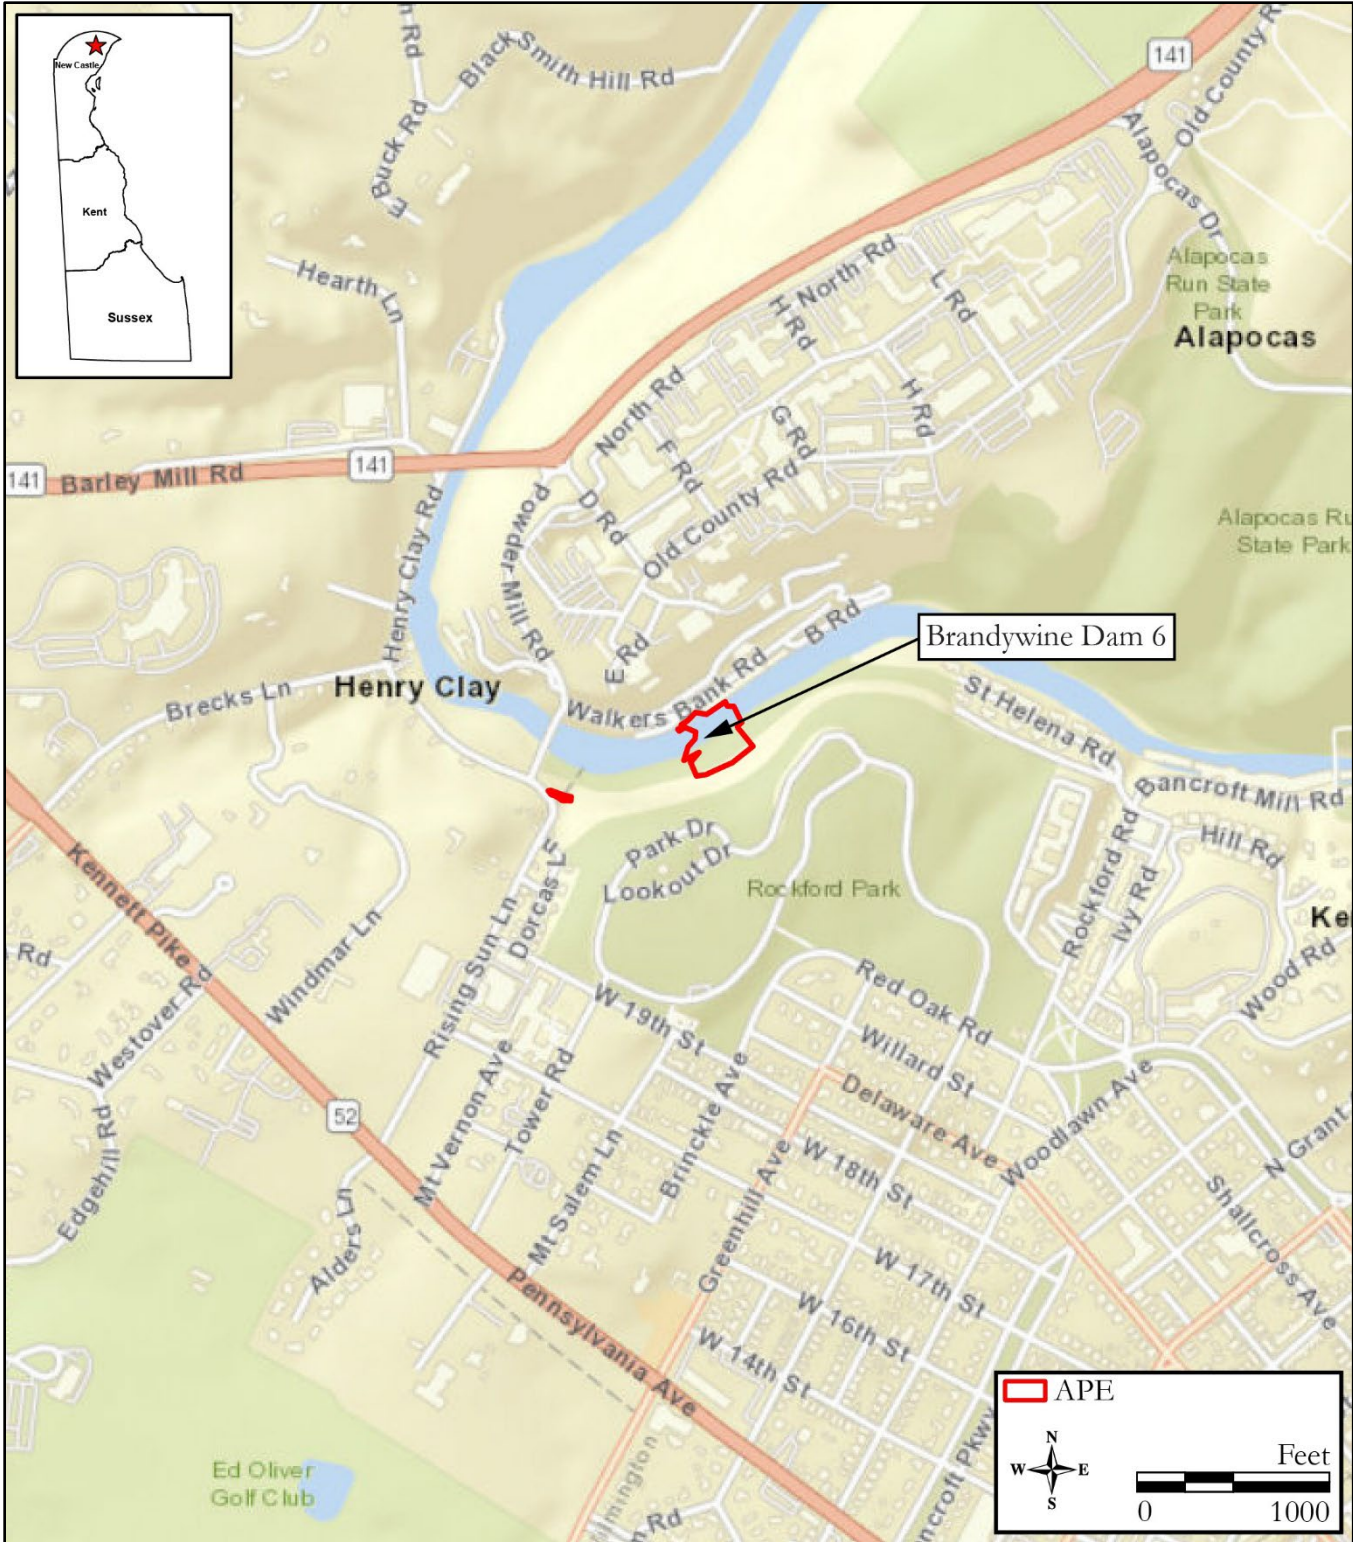 New Castle
Kent
Sussex
Black Smith Hill Rd
E Buck Rd
141
Old County Rd
Alapocas Dr
Alapocas
Run State
Park
Alapocas
Hearth Ln
North Rd
H Rd
L Rd
North Rd
H Rd
G Rd
F Rd
D Rd
Old County Rd
141
Barley Mill Rd
141
Henry Clay Rd
Powder Mill Rd
Alapocas Ru
State Park
E Rd
B Rd
Walkers Bank Rd
Brandywine Dam 6
Henry Clay
Brecks Ln
St Helena Rd
Bancroft Mill Rd
Hill Rd
Park Dr
Lookout Dr
Rockford Park
Rockford Rd
Ivy Rd
Ke
Wood Rd
Kennett Pike
Rd
Westover Rd
Windmar Ln
Dorcas Ln
Rising Sun Ln
W 19th St
Red Oak Rd
Willard St
Delaware Ave
Woodlawn Ave
N Grant
52
Edgehill Rd
Alders Ln
Mt Vernon Ave
Tower Rd
Mt Salem Ln
Brinckle Ave
Greenhill Ave
W 18th St
W 17th St
W 16th St
W 14th St
Shallcross Ave
Pennsylvania Ave
ncroft Pkwy
Ed Oliver
Golf Club
lmington
Rd
APE
N
W
E
S
Feet
0
1000